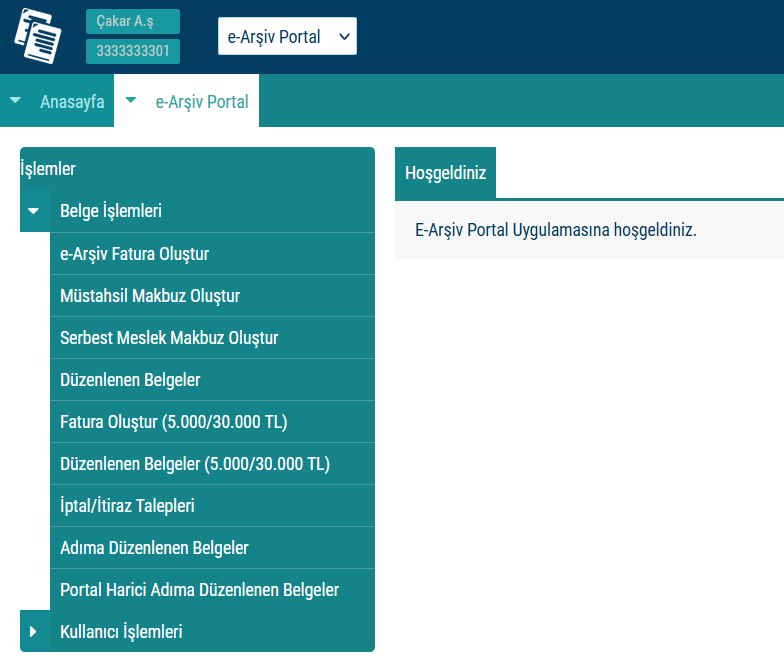 Çakar A.ş
3333333301
e-Arşiv Portal
Anasayfa
e-Arşiv Portal
İşlemler
Belge İşlemleri
e-Arşiv Fatura Oluştur
Müstahsil Makbuz Oluştur
Serbest Meslek Makbuz Oluştur
Düzenlenen Belgeler
Fatura Oluştur (5.000/30.000 TL)
Düzenlenen Belgeler (5.000/30.000 TL)
İptal/İtiraz Talepleri
Adıma Düzenlenen Belgeler
Portal Harici Adıma Düzenlenen Belgeler
Kullanıcı İşlemleri
Hoşgeldiniz
E-Arşiv Portal Uygulamasına hoşgeldiniz.